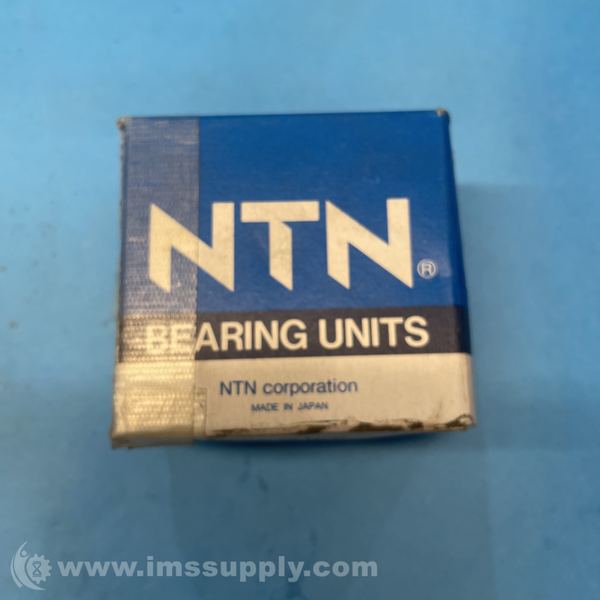 NTN®
BEARING UNITS
NTN corporation
MADE IN JAPAN
www.imssupply.com